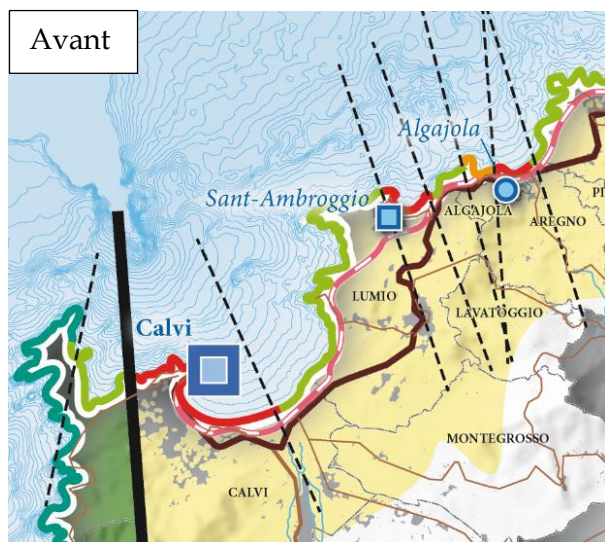 Avant
Algajola
Sant-Ambroggio
ALGAJOLA
AREGNO
LUMIO
LAVATOGGIO
Calvi
MONTEGROSSO
CALVI